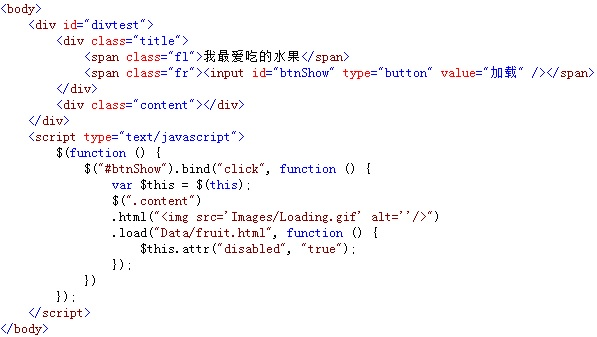 <body>
    <div id="divtest">
        <div class="title">
            <span class="fl">我最爱吃的水果</span>
            <span class="fr"><input id="btnShow" type="button" value="加载" /></span>
        </div>
        <div class="content"></div>
    </div>
    <script type="text/javascript">
        $(function () {
            $("#btnShow").bind("click", function () {
                var $this = $(this);
                $(".content")
                .html("<img src='Images/Loading.gif' alt=''/>")
                .load("Data/fruit.html", function () {
                    $this.attr("disabled", "true");
                });
            })
        });
    </script>
</body>